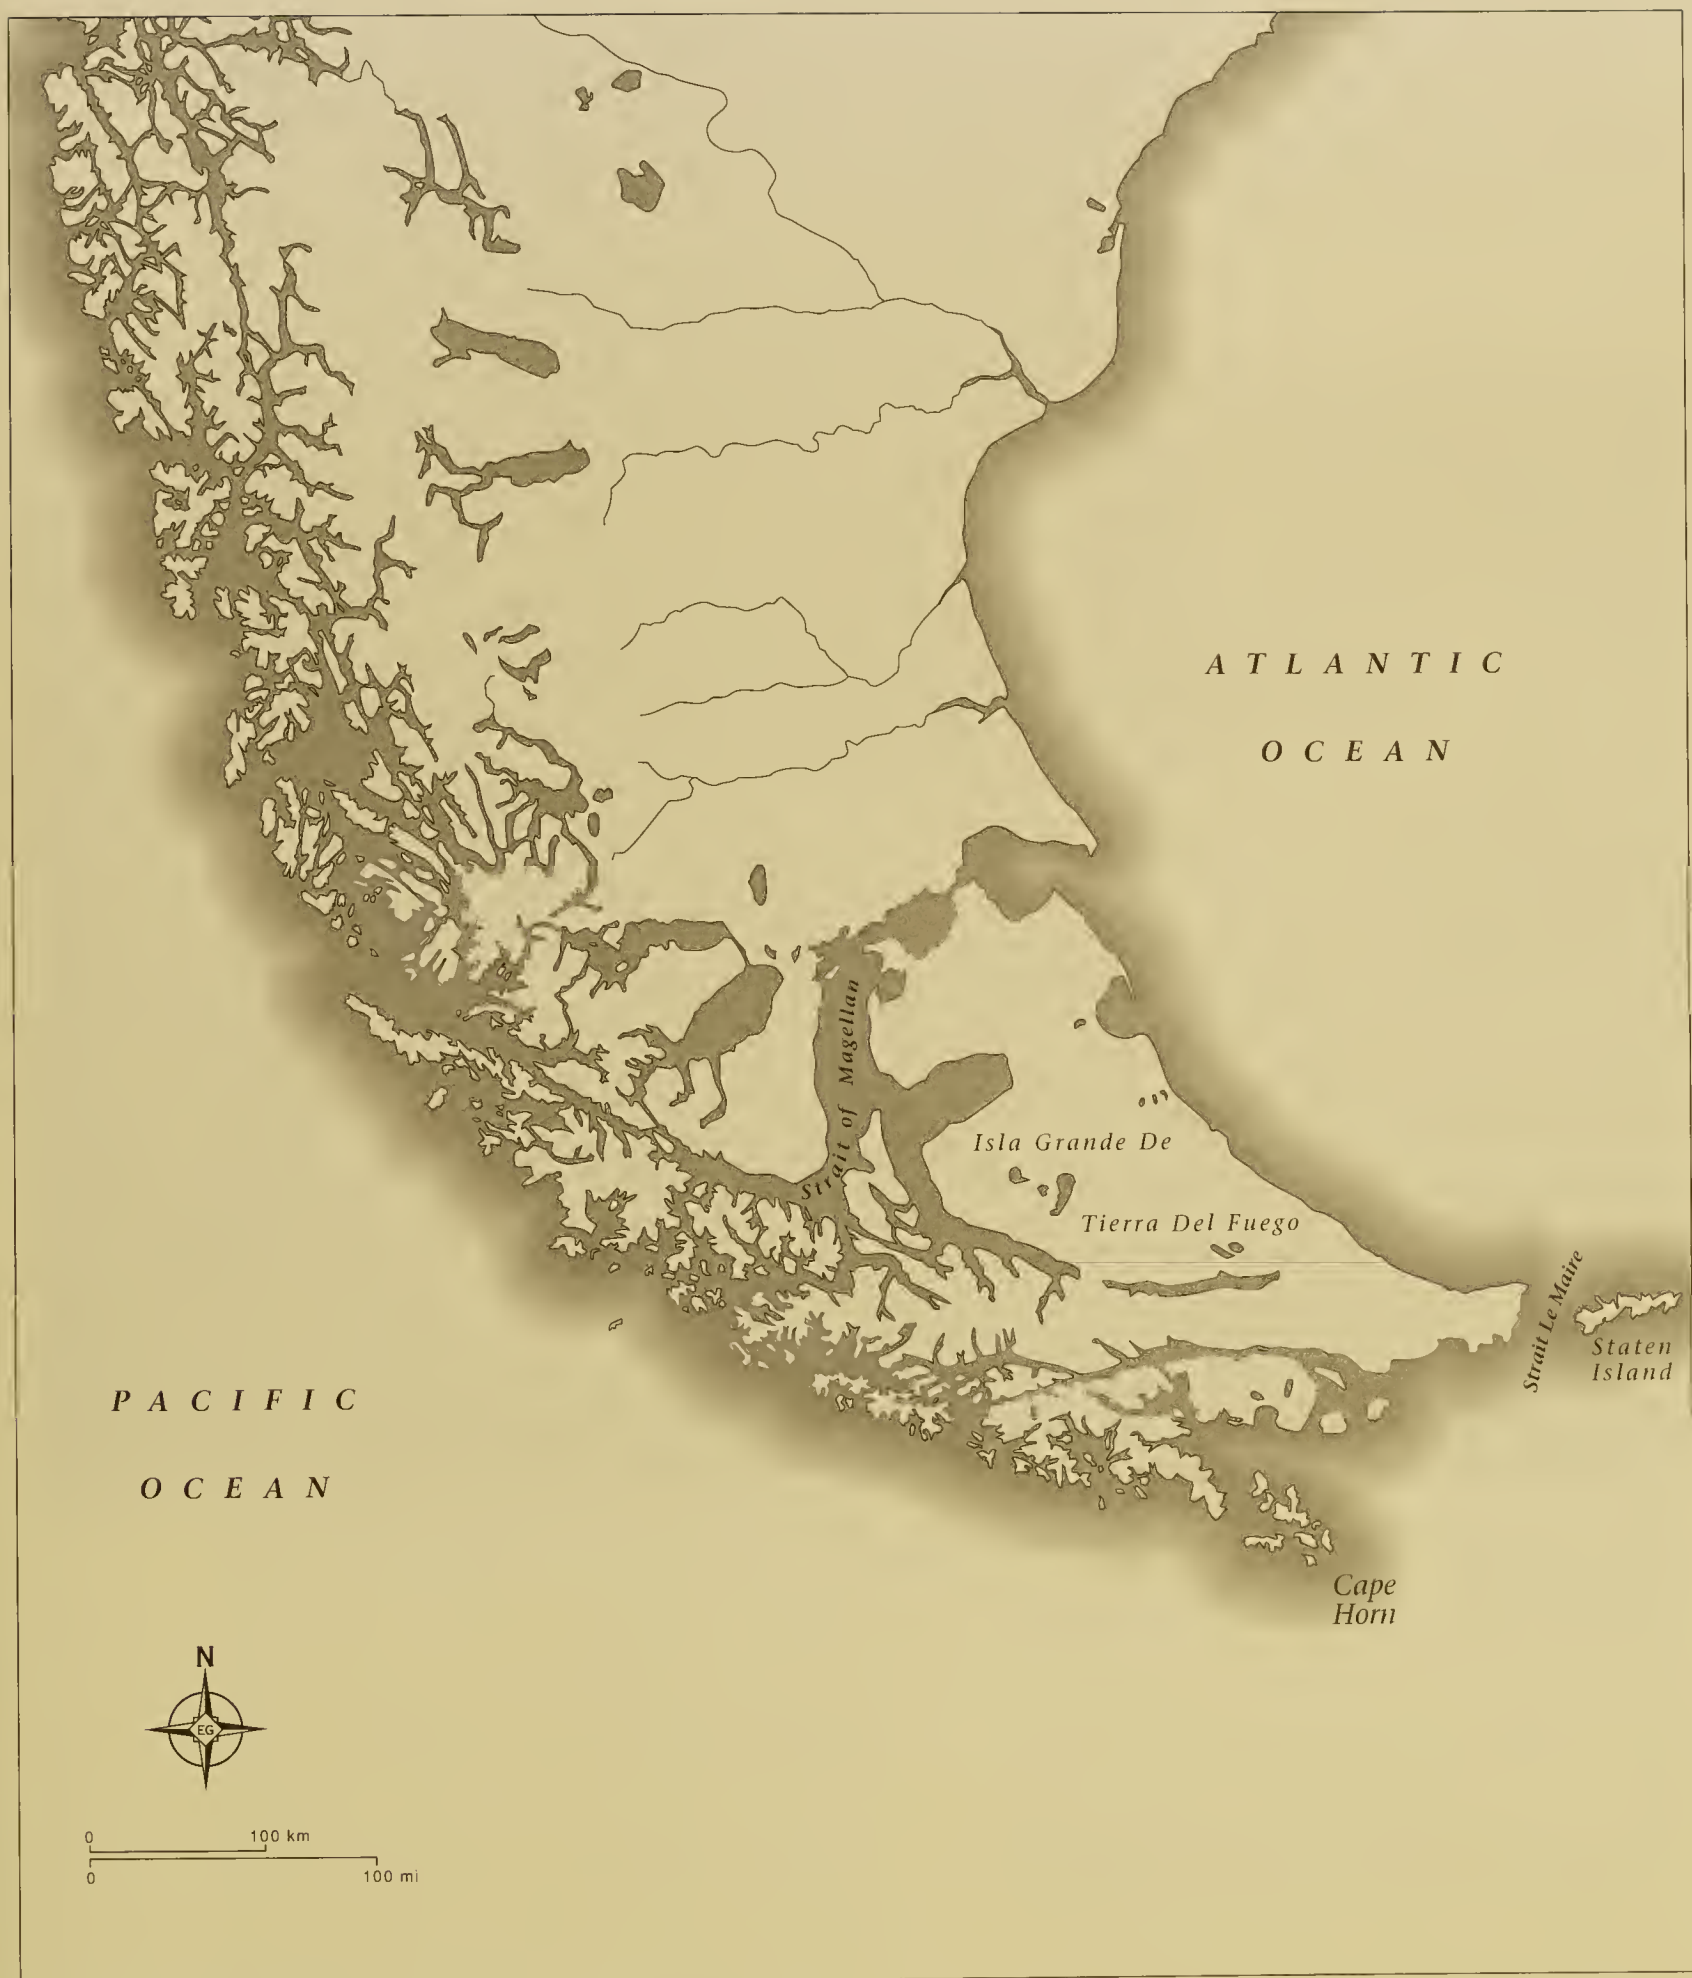 ATLANTIC
OCEAN
Strait of Magellan
Isla Grande De
Tierra Del Fuego
Strait Le Maire
Staten
Island
PACIFIC
OCEAN
Cape
Horn
N
EG
0 100 km
0 100 mi